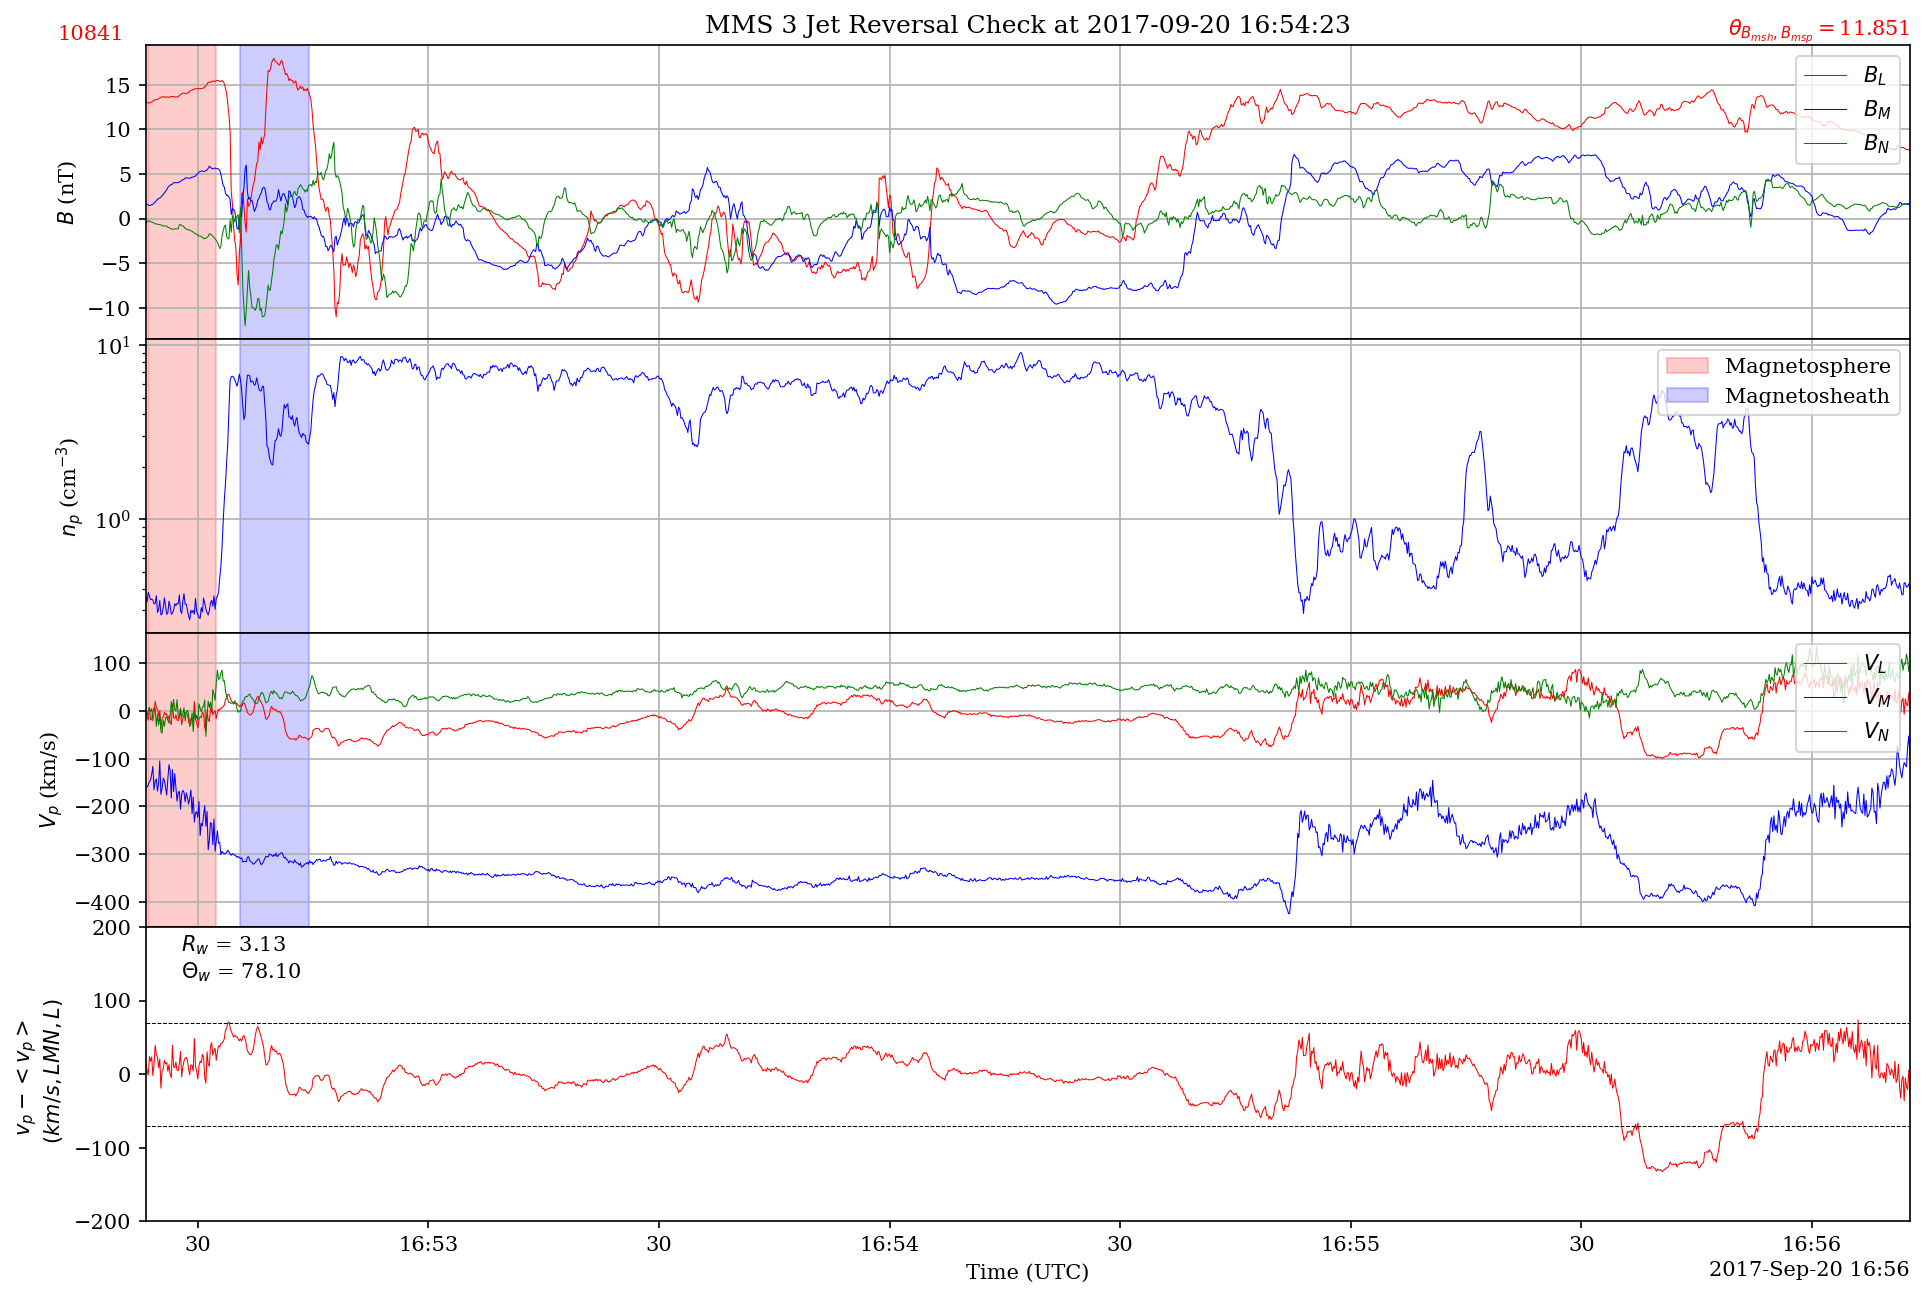 MMS 3 Jet Reversal Check at 2017-09-20 16:54:23
10841
θ_{B_{msh}, B_{msp}} = 11.851
15
10
5
0
−5
−10
B (nT)
B_L
B_M
B_N
10^1
10^0
n_p (cm^{−3})
Magnetosphere
Magnetosheath
100
0
−100
−200
−300
−400
V_p (km/s)
V_L
V_M
V_N
200
100
0
−100
−200
v_p − <v_p>
(km/s, LMN, L)
R_w = 3.13
Θ_w = 78.10
30 16:53 30 16:54 30 16:55 30 16:56
Time (UTC)
2017-Sep-20 16:56